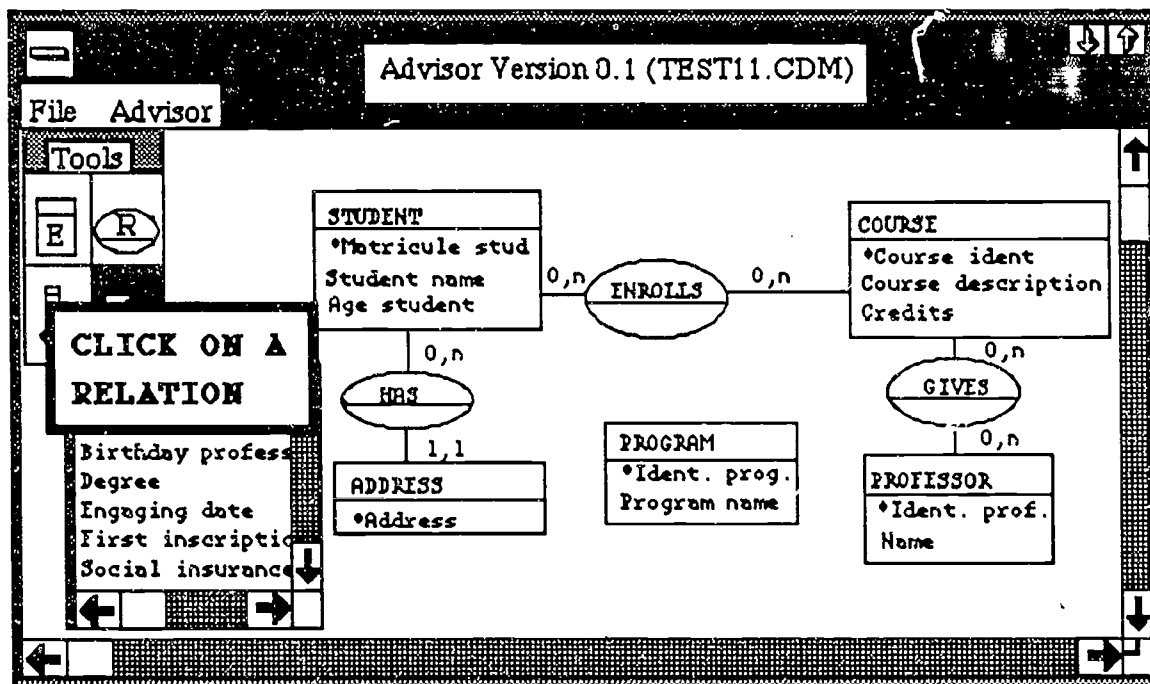 Advisor Version 0.1 (TEST11.CDM)
File Advisor
Tools
E
R
CLICK ON A
RELATION
Birthday profess
Degree
Engaging date
First inscriptio
Social insurance
STUDENT
*Matricule stud
Student name
Age student
0,n
ENROLLS
0,n
COURSE
*Course ident
Course description
Credits
0,n
HAS
1,1
ADDRESS
*Address
PROGRAM
*Ident. prog.
Program name
0,n
GIVES
0,n
PROFISSOR
*Ident. prof.
Name